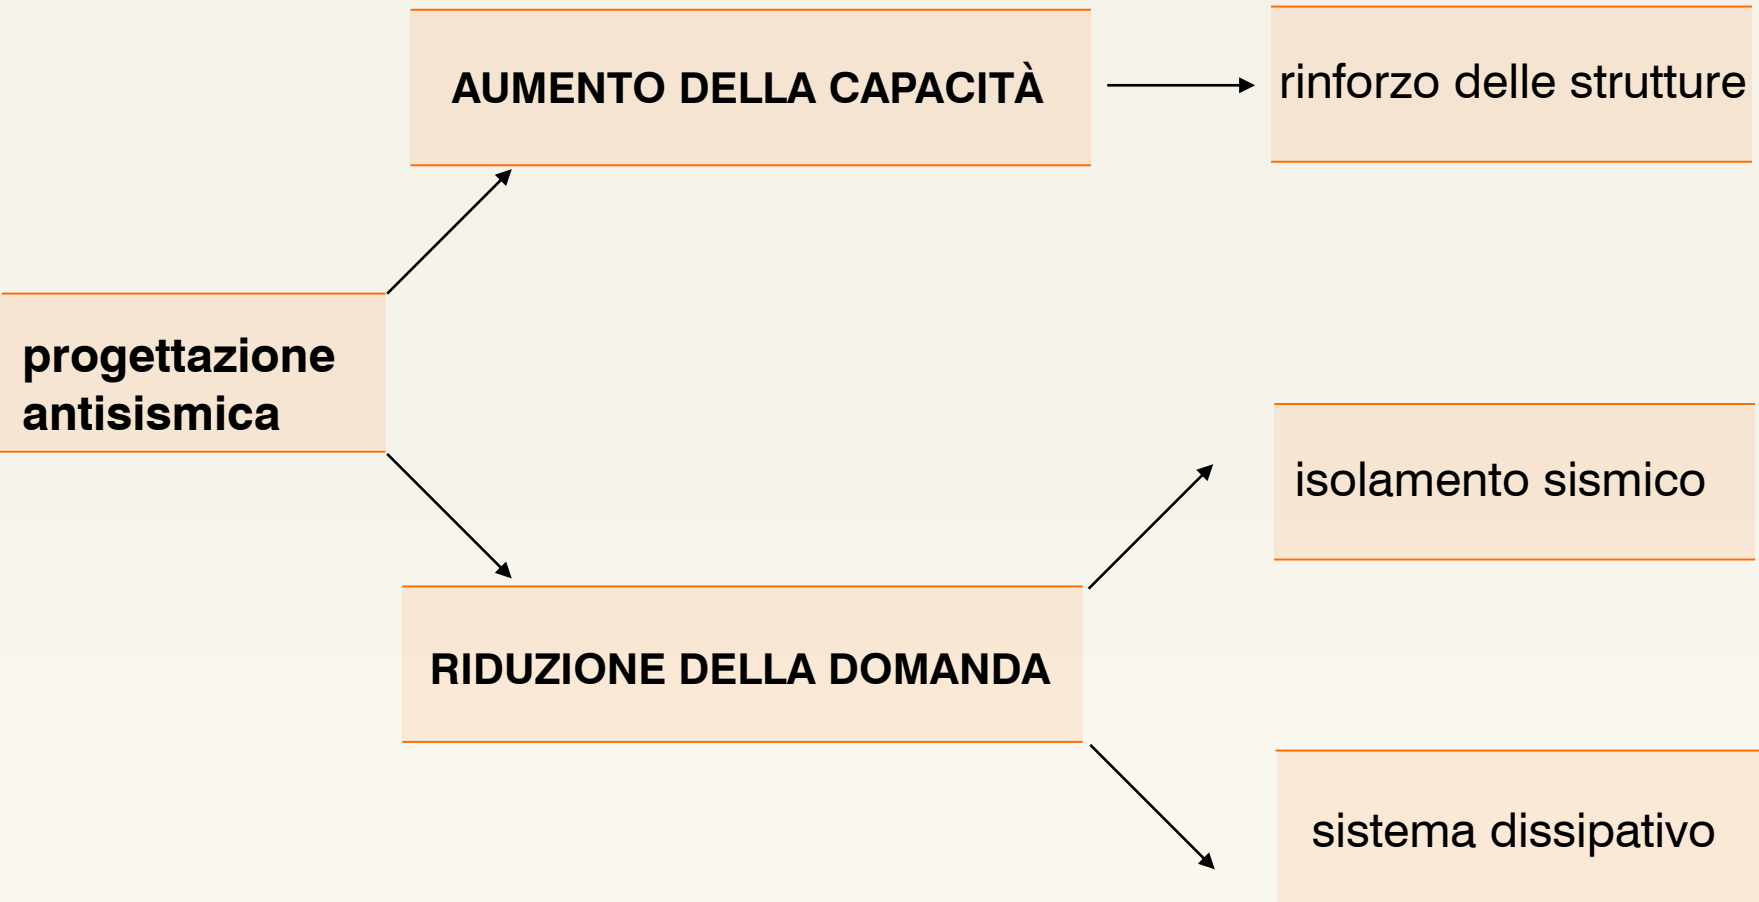 AUMENTO DELLA CAPACITÀ
rinforzo delle strutture
progettazione
antisismica
isolamento sismico
RIDUZIONE DELLA DOMANDA
sistema dissipativo